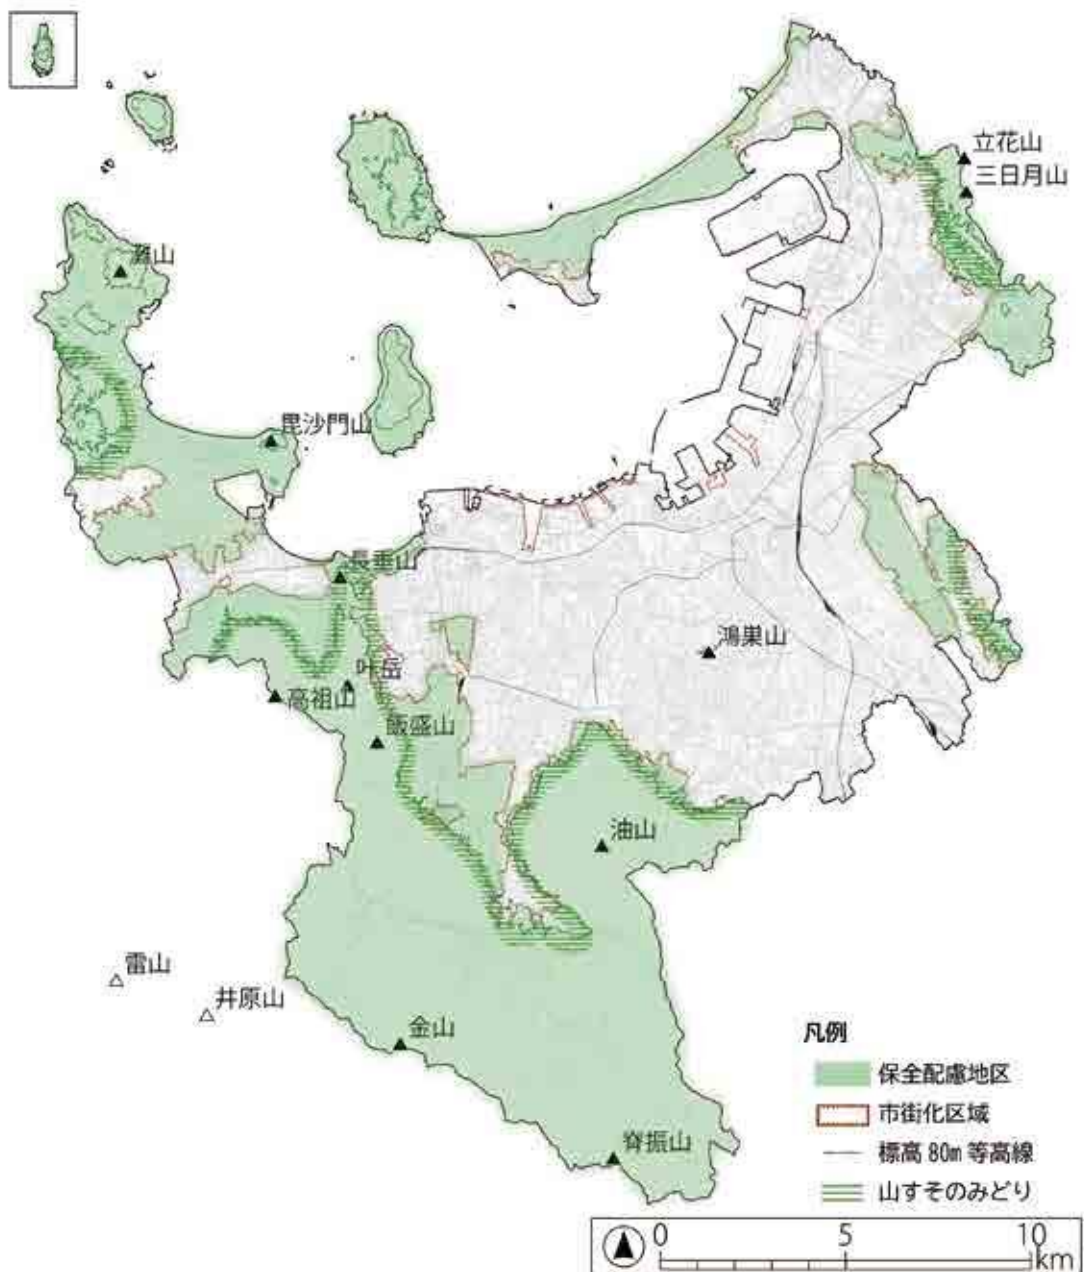 立花山
三日月山
灘山
毘沙門山
長垂山
鴻巣山
叶岳
高祖山
飯盛山
油山
雷山
井原山
金山
脊振山
凡例
保全配慮地区
市街化区域
標高 80m 等高線
山すそのみどり
0 5 10
km